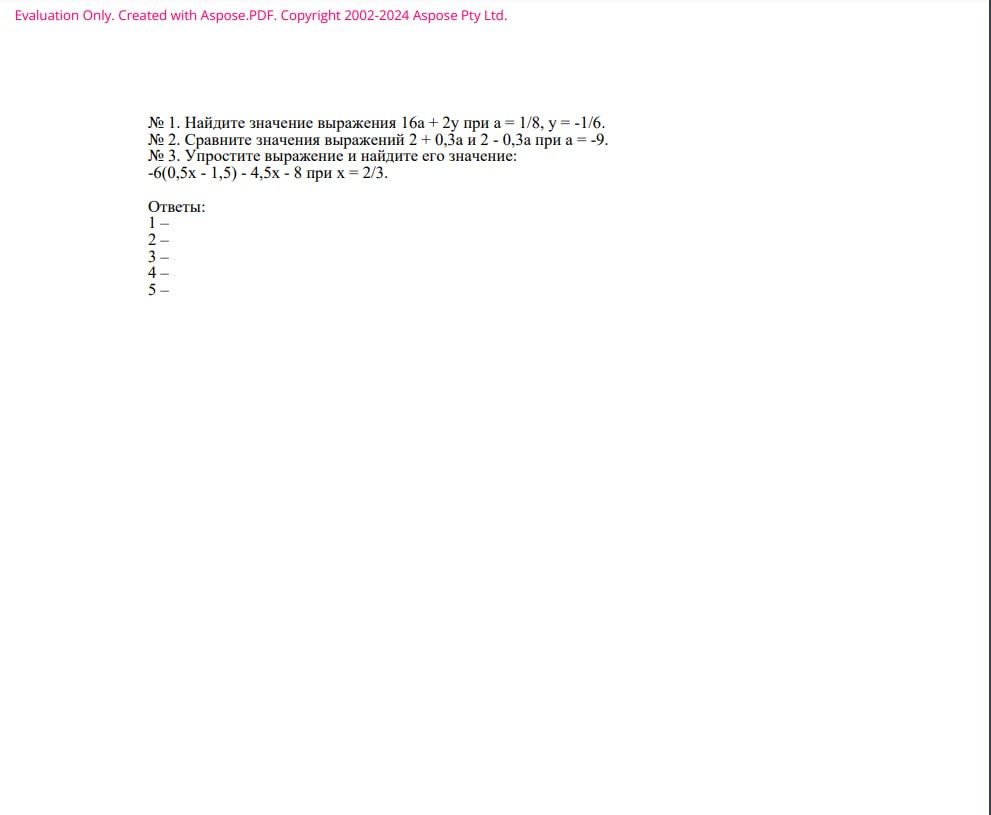 Evaluation Only. Created with Aspose.PDF. Copyright 2002-2024 Aspose Pty Ltd.
№ 1. Найдите значение выражения 16a + 2y при a = 1/8, y = -1/6.
№ 2. Сравните значения выражений 2 + 0,3a и 2 - 0,3a при a = -9.
№ 3. Упростите выражение и найдите его значение:
-6(0,5x - 1,5) - 4,5x - 8 при x = 2/3.
Ответы:
1 –
2 –
3 –
4 –
5 –